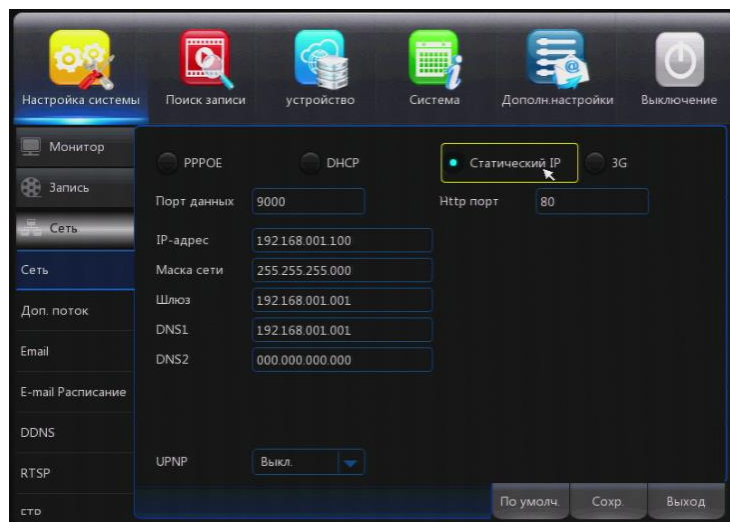 Настройка системы
Поиск записи
устройство
Система
Дополн.настройки
Выключение
Монитор
Запись
Сеть
Сеть
Доп. поток
Email
E-mail Расписание
DDNS
RTSP
FTP
PPPOE
DHCP
Статический IP
3G
Порт данных 9000
Http порт 80
IP-адрес 192.168.001.100
Маска сети 255.255.255.000
Шлюз 192.168.001.001
DNS1 192.168.001.001
DNS2 000.000.000.000
UPNP Выкл.
По умолч.
Сохр.
Выход